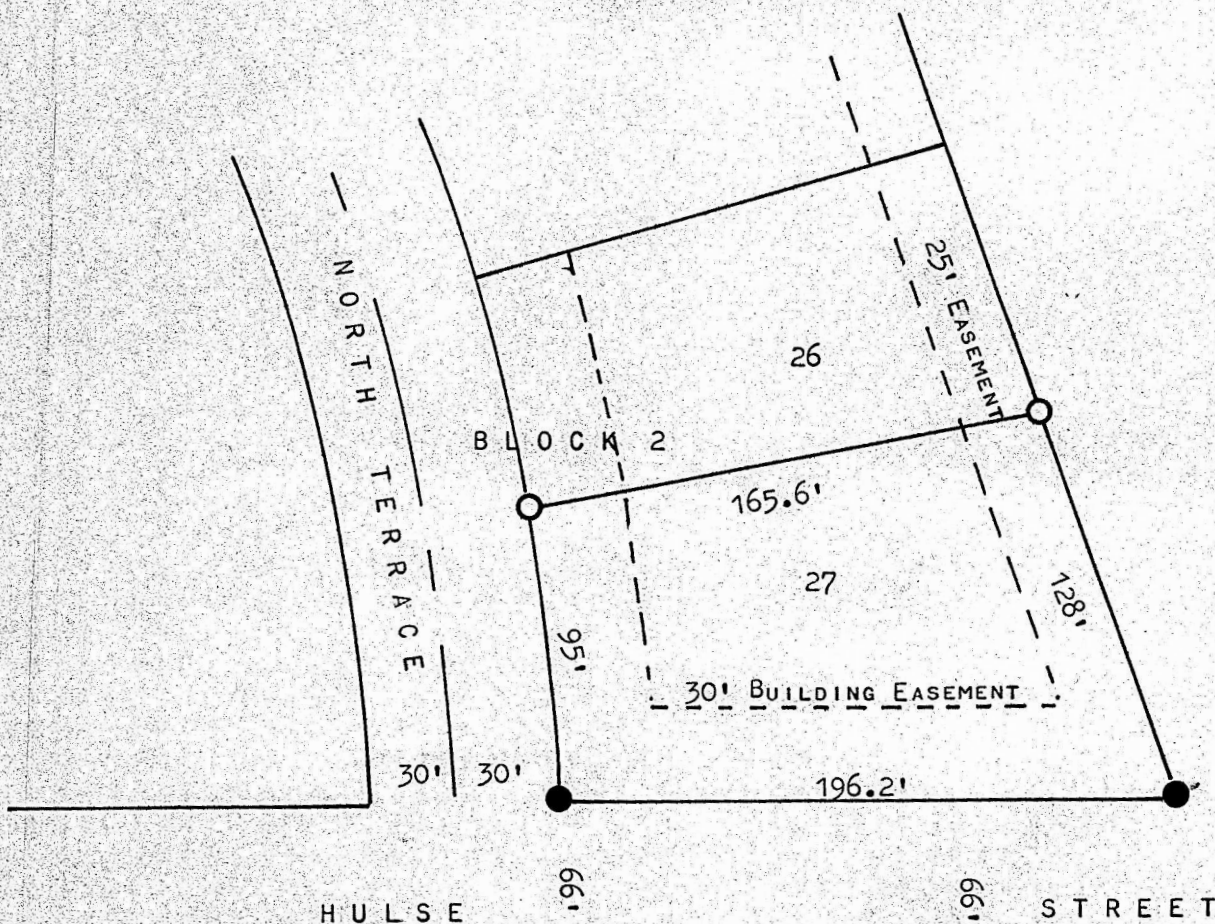 NORTH TERRACE
25' EASEMENT
26
BLOCK 2
165.6'
27
95'
128'
30' BUILDING EASEMENT
30' 30'
196.2'
66' 66'
HULSE STREET